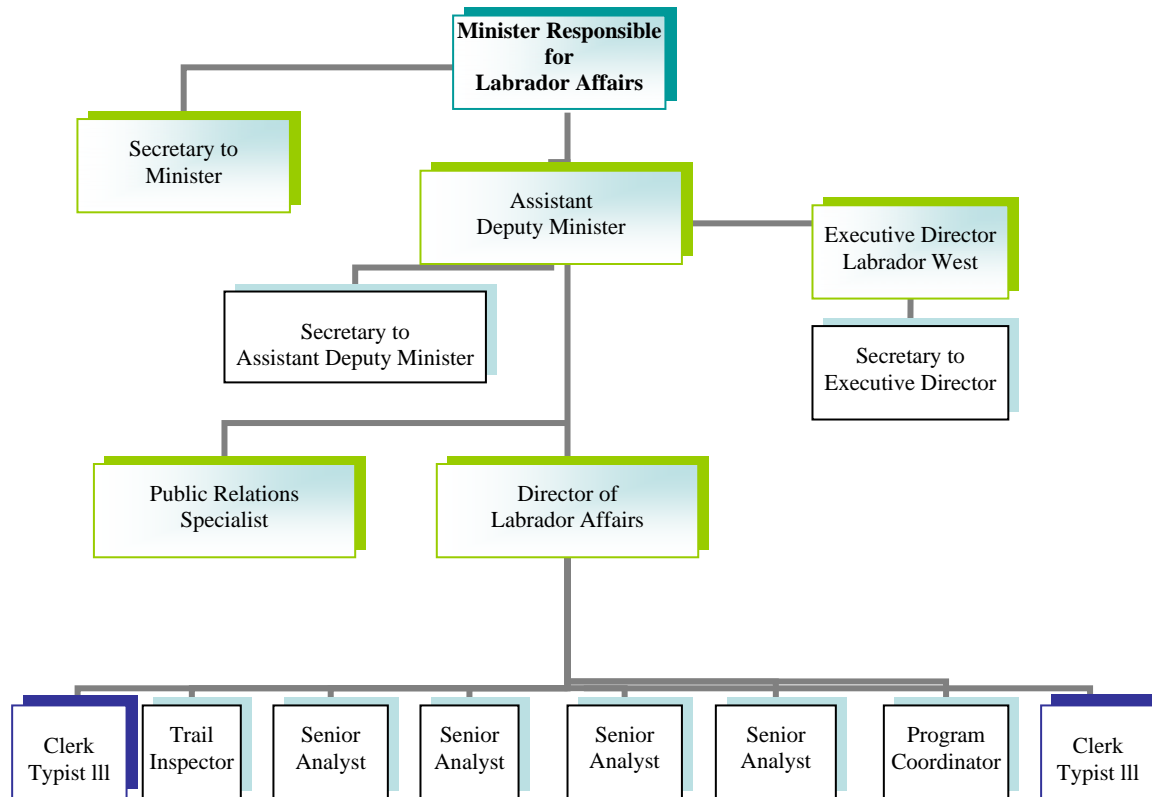 Minister Responsible
for
Labrador Affairs
Secretary to
Minister
Assistant
Deputy Minister
Executive Director
Labrador West
Secretary to
Assistant Deputy Minister
Secretary to
Executive Director
Public Relations
Specialist
Director of
Labrador Affairs
Clerk
Typist lll
Trail
Inspector
Senior
Analyst
Senior
Analyst
Senior
Analyst
Senior
Analyst
Program
Coordinator
Clerk
Typist lll